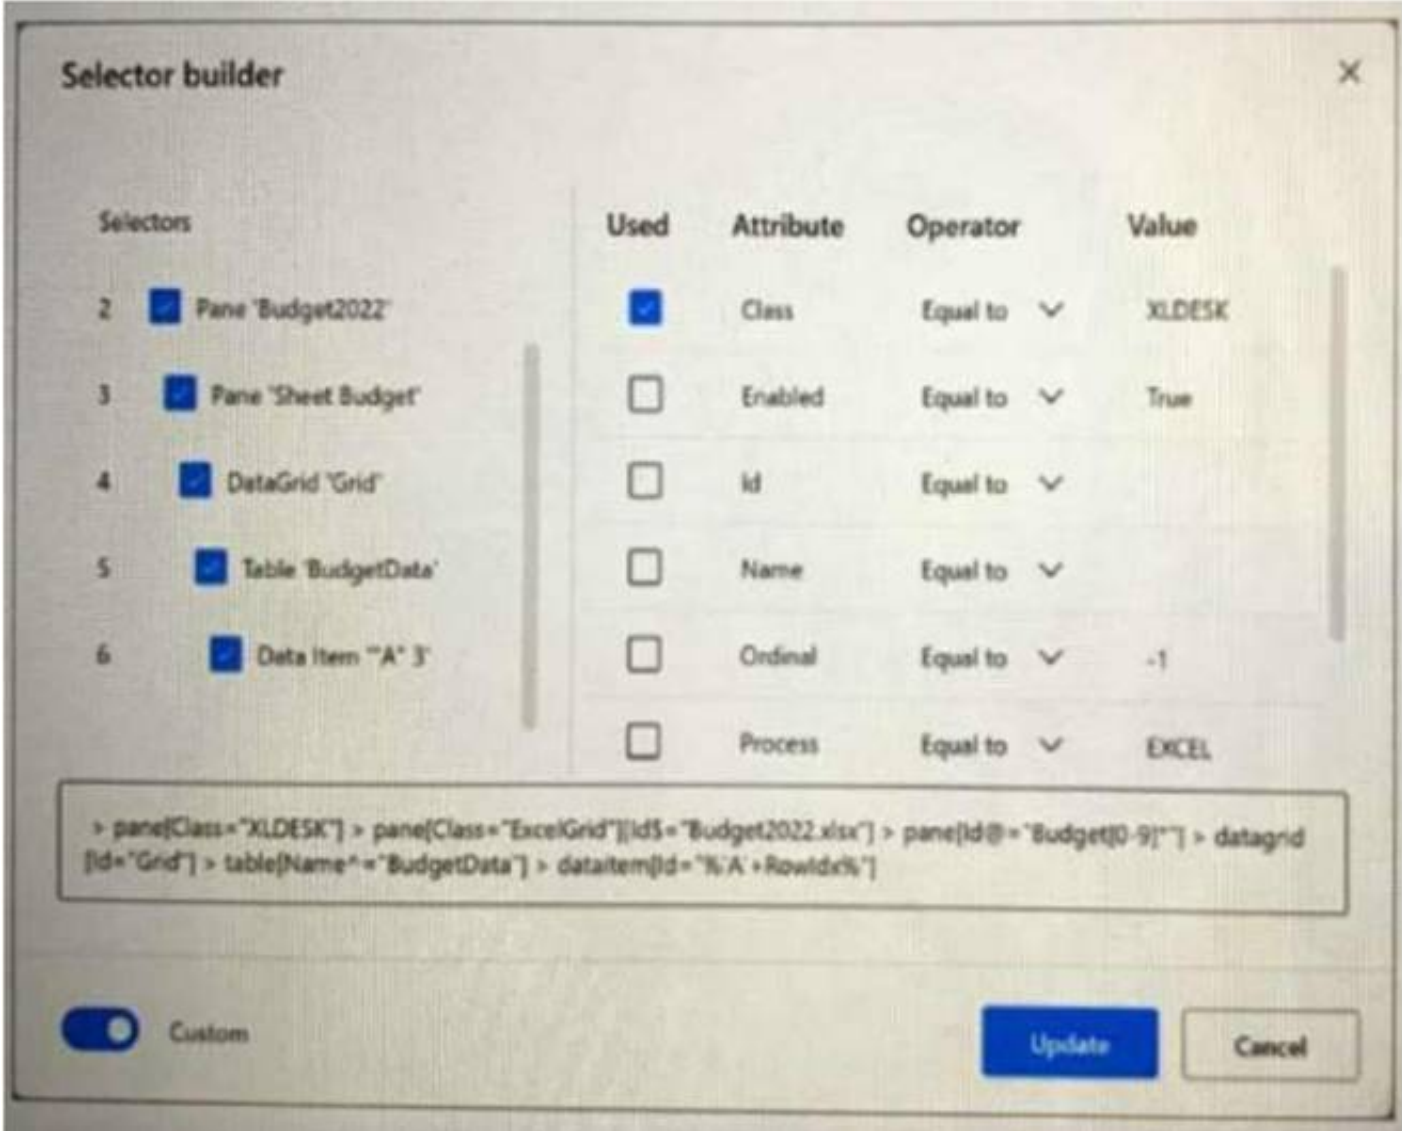 Selector builder
Selectors
Used Attribute Operator Value
2 Pane 'Budget2022' Class Equal to XLDESK
3 Pane 'Sheet Budget' Enabled Equal to True
4 DataGrid 'Grid' Id Equal to
5 Table 'BudgetData' Name Equal to
6 Data Item '"A" 3' Ordinal Equal to -1
Process Equal to EXCEL
> pane[Class="XLDESK"] > pane[Class="ExcelGrid"][Id$="Budget2022.xlsx"] > pane[Id@="Budget[0-9]*"] > datagrid
[Id="Grid"] > table[Name^="BudgetData"] > dataitem[Id="%'A'+RowIdx%"]
Custom
Update
Cancel